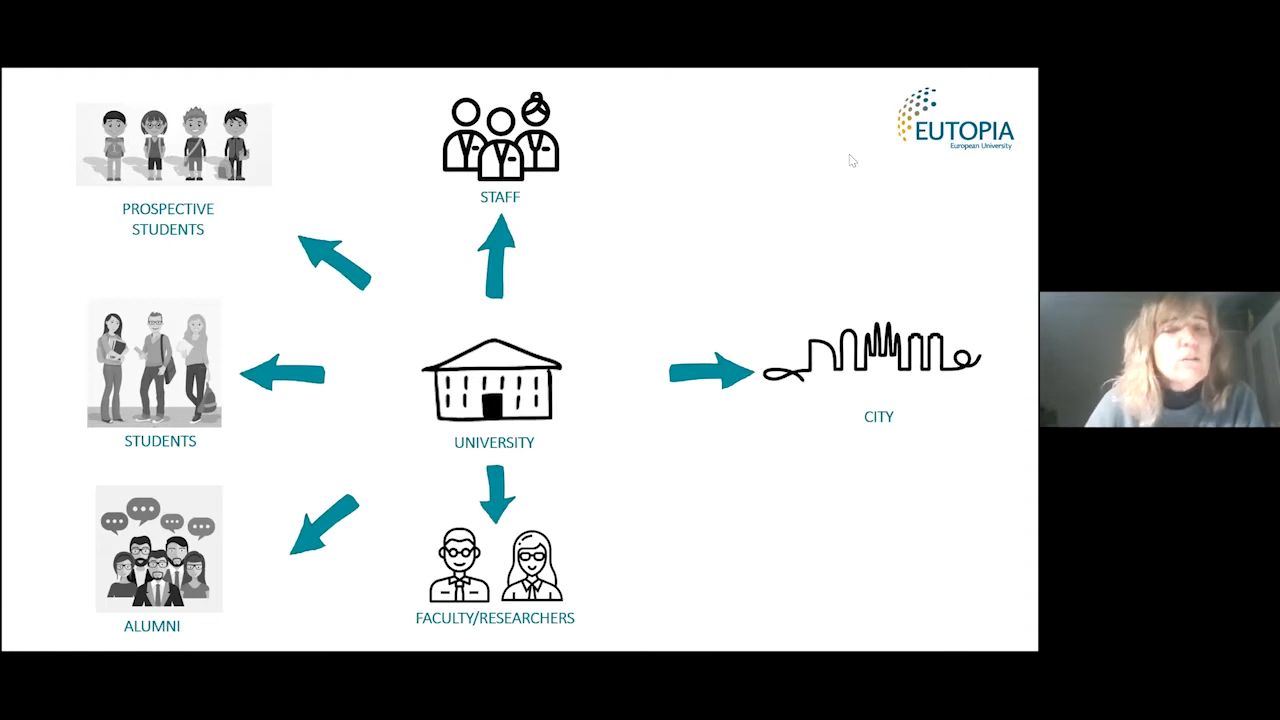 EUTOPIA
European University
STAFF
PROSPECTIVE
STUDENTS
STUDENTS
UNIVERSITY
CITY
ALUMNI
FACULTY/RESEARCHERS